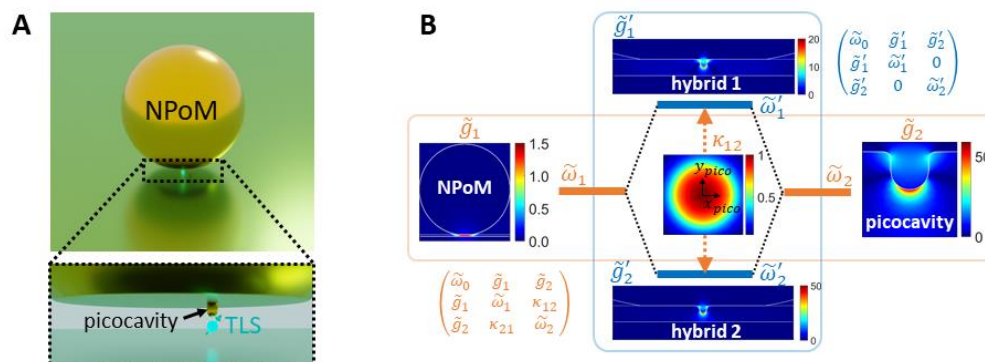 A
NPoM
picocavity
TLS
B
g̃′₁
20
10
0
hybrid 1
ω̃′₁
(ω̃₀ g̃′₁ g̃′₂
g̃′₁ ω̃′₁ 0
g̃′₂ 0 ω̃′₂)
g̃₁
1.5
1.0
0.5
0.0
NPoM
ω̃₁
κ₁₂
y_pico
x_pico
1
0.5
ω̃₂
g̃₂
50
0
picocavity
(ω̃₀ g̃₁ g̃₂
g̃₁ ω̃₁ κ₁₂
g̃₂ κ₂₁ ω̃₂)
g̃′₂
ω̃′₂
50
0
hybrid 2